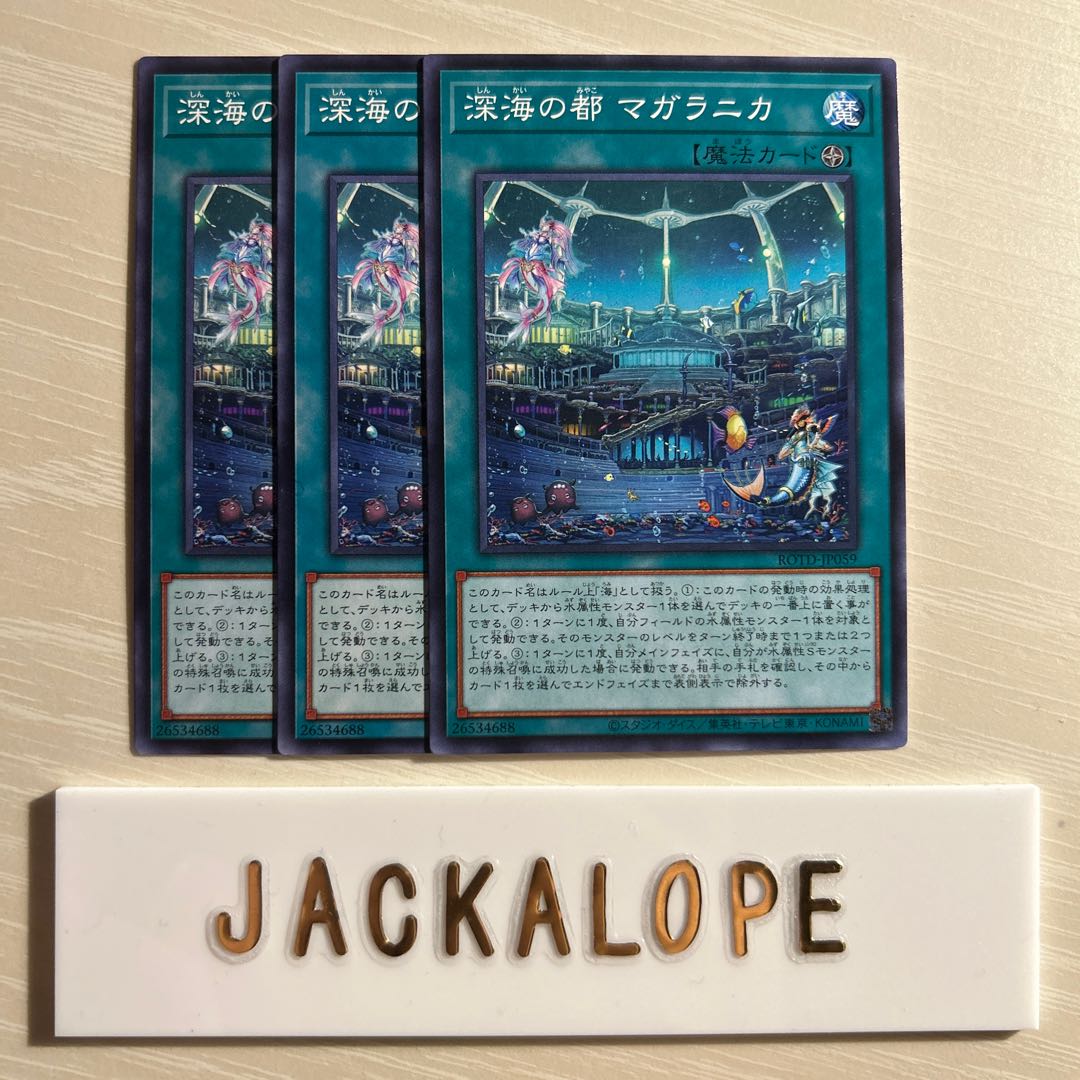 深海の
深海の
深海の都 マガラニカ
魔
【魔法カード】
ROTD-JP059
このカード名はルー
として、デッキから水
できる。②：1ターン
として発動できる。そ
上げる。③：1ターン
の特殊召喚に成功
カード1枚を選んで
26534688
このカード名はルー
として、デッキから水
できる。②：1ターン
として発動できる。そ
上げる。③：1ターン
の特殊召喚に成功し
カード1枚を選んで
26534688
このカード名はルール上「海」として扱う。①：このカードの発動時の効果処理
として、デッキから水属性モンスター1体を選んでデッキの一番上に置く事が
できる。②：1ターンに1度、自分フィールドの水属性モンスター1体を対象と
して発動できる。そのモンスターのレベルをターン終了時まで1つまたは2つ
上げる。③：1ターンに1度、自分メインフェイズに、自分が水属性Sモンスター
の特殊召喚に成功した場合に発動できる。相手の手札を確認し、その中から
カード1枚を選んでエンドフェイズまで表側表示で除外する。
26534688
©スタジオ・ダイス／集英社・テレビ東京・KONAMI
JACKALOPE